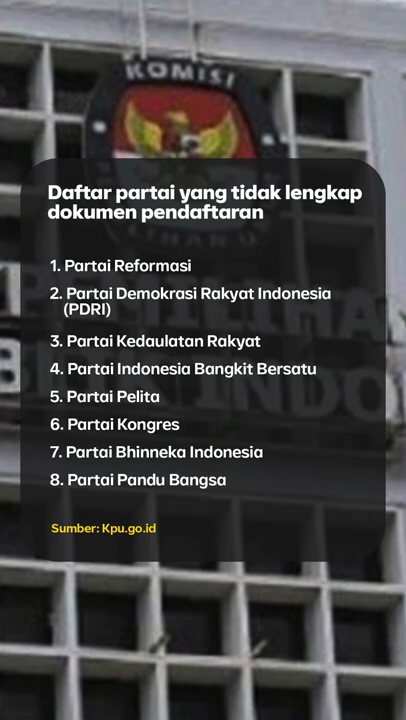 KOMISI
Daftar partai yang tidak lengkap
dokumen pendaftaran
1. Partai Reformasi
2. Partai Demokrasi Rakyat Indonesia
(PDRI)
3. Partai Kedaulatan Rakyat
4. Partai Indonesia Bangkit Bersatu
5. Partai Pelita
6. Partai Kongres
7. Partai Bhinneka Indonesia
8. Partai Pandu Bangsa
Sumber: Kpu.go.id